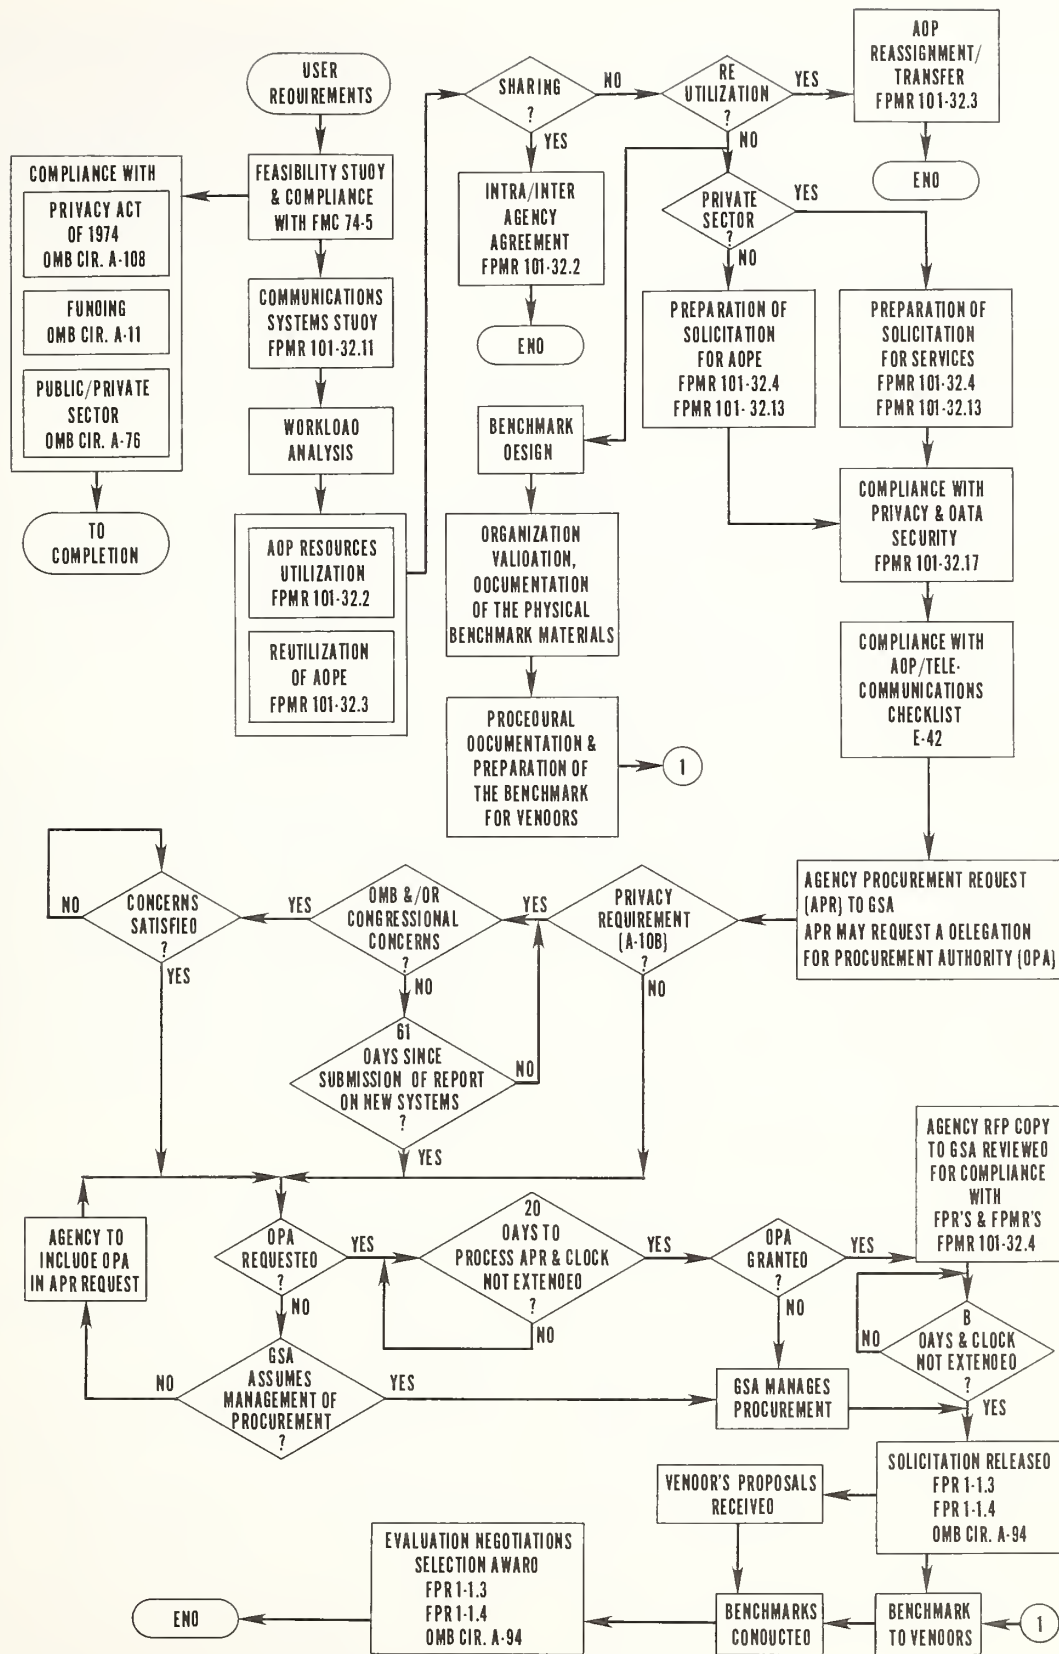 USER
REQUIREMENTS
FEASIBILITY STUDY
& COMPLIANCE
WITH FMC 74-5
COMPLIANCE WITH
PRIVACY ACT
OF 1974
OMB CIR. A-108
FUNDING
OMB CIR. A-11
PUBLIC/PRIVATE
SECTOR
OMB CIR. A-76
TO
COMPLETION
COMMUNICATIONS
SYSTEMS STUOY
FPMR 101-32.11
WORKLOAO
ANALYSIS
AOP RESOURCES
UTILIZATION
FPMR 101-32.2
REUTILIZATION
OF AOPE
FPMR 101-32.3
SHARING
?
NO
YES
INTRA/INTER
AGENCY
AGREEMENT
FPMR 101-32.2
ENO
RE
UTILIZATION
?
YES
NO
AOP
REASSIGNMENT/
TRANSFER
FPMR 101-32.3
ENO
PRIVATE
SECTOR
?
YES
NO
PREPARATION OF
SOLICITATION
FOR AOPE
FPMR 101-32.4
FPMR 101-32.13
PREPARATION OF
SOLICITATION
FOR SERVICES
FPMR 101-32.4
FPMR 101-32.13
BENCHMARK
OESIGN
ORGANIZATION
VALIOATION,
OOCUMENTATION
OF THE PHYSICAL
BENCHMARK MATERIALS
PROCEOURAL
OOCUMENTATION &
PREPARATION OF
THE BENCHMARK
FOR VENOORS
1
COMPLIANCE WITH
PRIVACY & OATA
SECURITY
FPMR 101-32.17
COMPLIANCE WITH
AOP/TELE-
COMMUNICATIONS
CHECKLIST
E-42
AGENCY PROCUREMENT REQUEST
(APR) TO GSA
APR MAY REQUEST A OELEGATION
FOR PROCUREMENT AUTHORITY (OPA)
PRIVACY
REQUIREMENT
(A-10B)
?
YES
NO
OMB &/OR
CONGRESSIONAL
CONCERNS
?
YES
NO
CONCERNS
SATISFIEO
?
NO
YES
61
OAYS SINCE
SUBMISSION OF REPORT
ON NEW SYSTEMS
?
NO
YES
AGENCY TO
INCLUOE OPA
IN APR REQUEST
OPA
REQUESTEO
?
YES
NO
20
OAYS TO
PROCESS APR & CLOCK
NOT EXTENOEO
?
YES
NO
OPA
GRANTEO
?
YES
NO
AGENCY RFP COPY
TO GSA REVIEWEO
FOR COMPLIANCE
WITH
FPR'S & FPMR'S
FPMR 101-32.4
B
OAYS & CLOCK
NOT EXTENOEO
?
NO
YES
GSA
ASSUMES
MANAGEMENT OF
PROCUREMENT
?
NO
YES
GSA MANAGES
PROCUREMENT
SOLICITATION RELEASEO
FPR 1-1.3
FPR 1-1.4
OMB CIR. A-94
VENOOR'S PROPOSALS
RECEIVEO
BENCHMARK
TO VENOORS
1
BENCHMARKS
CONOUCTEO
EVALUATION NEGOTIATIONS
SELECTION AWARO
FPR 1-1.3
FPR 1-1.4
OMB CIR. A-94
ENO